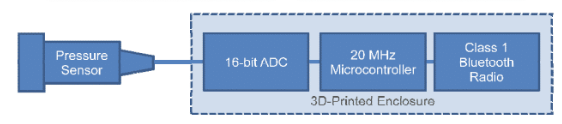 Pressure
Sensor
16-bit ADC
20 MHz
Microcontroller
Class 1
Bluetooth
Radio
3D-Printed Enclosure